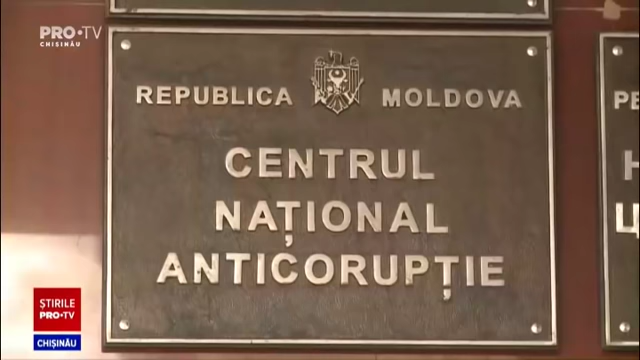 PRO•TV
CHIȘINĂU
REPUBLICA MOLDOVA
CENTRUL
NAȚIONAL
ANTICORUPȚIE
ȘTIRILE
PRO•TV
CHIȘINĂU